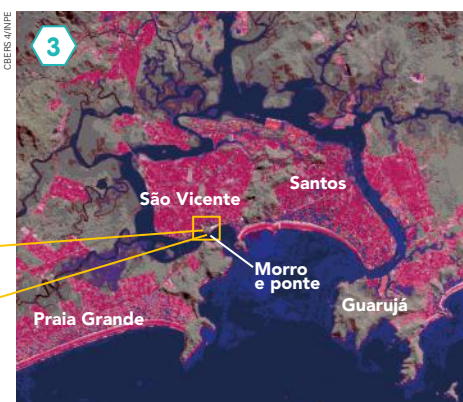 CBERS 4/INPE
3
São Vicente
Santos
Morro
e ponte
Guarujá
Praia Grande